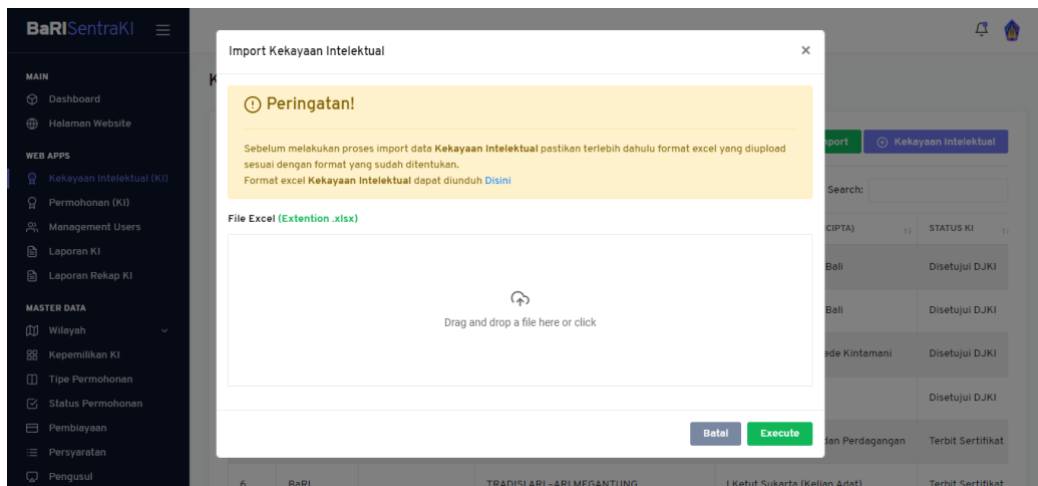 BaRISentraKI
MAIN
Dashboard
Halaman Website
WEB APPS
Kekayaan Intelektual (KI)
Permohonan (KI)
Management Users
Laporan KI
Laporan Rekap KI
MASTER DATA
Wilayah
Kepemilikan KI
Tipe Permohonan
Status Permohonan
Pembiayaan
Persyaratan
Pengusul
Import Kekayaan Intelektual
Peringatan!
Sebelum melakukan proses import data Kekayaan Intelektual pastikan terlebih dahulu format excel yang diupload
sesuai dengan format yang sudah ditentukan.
Format excel Kekayaan Intelektual dapat diunduh Disini
File Excel (Extention .xlsx)
Drag and drop a file here or click
Batal Execute
Kekayaan Intelektual
Search:
CIPTA) STATUS KI
Bali Disetujui DJKI
Bali Disetujui DJKI
ede Kintamani Disetujui DJKI
Disetujui DJKI
dan Perdagangan Terbit Sertifikat
6 BaRI TRADISI ARI -ARI MEGANTUNG I Ketut Sukarta (Kelian Adat) Terbit Sertifikat